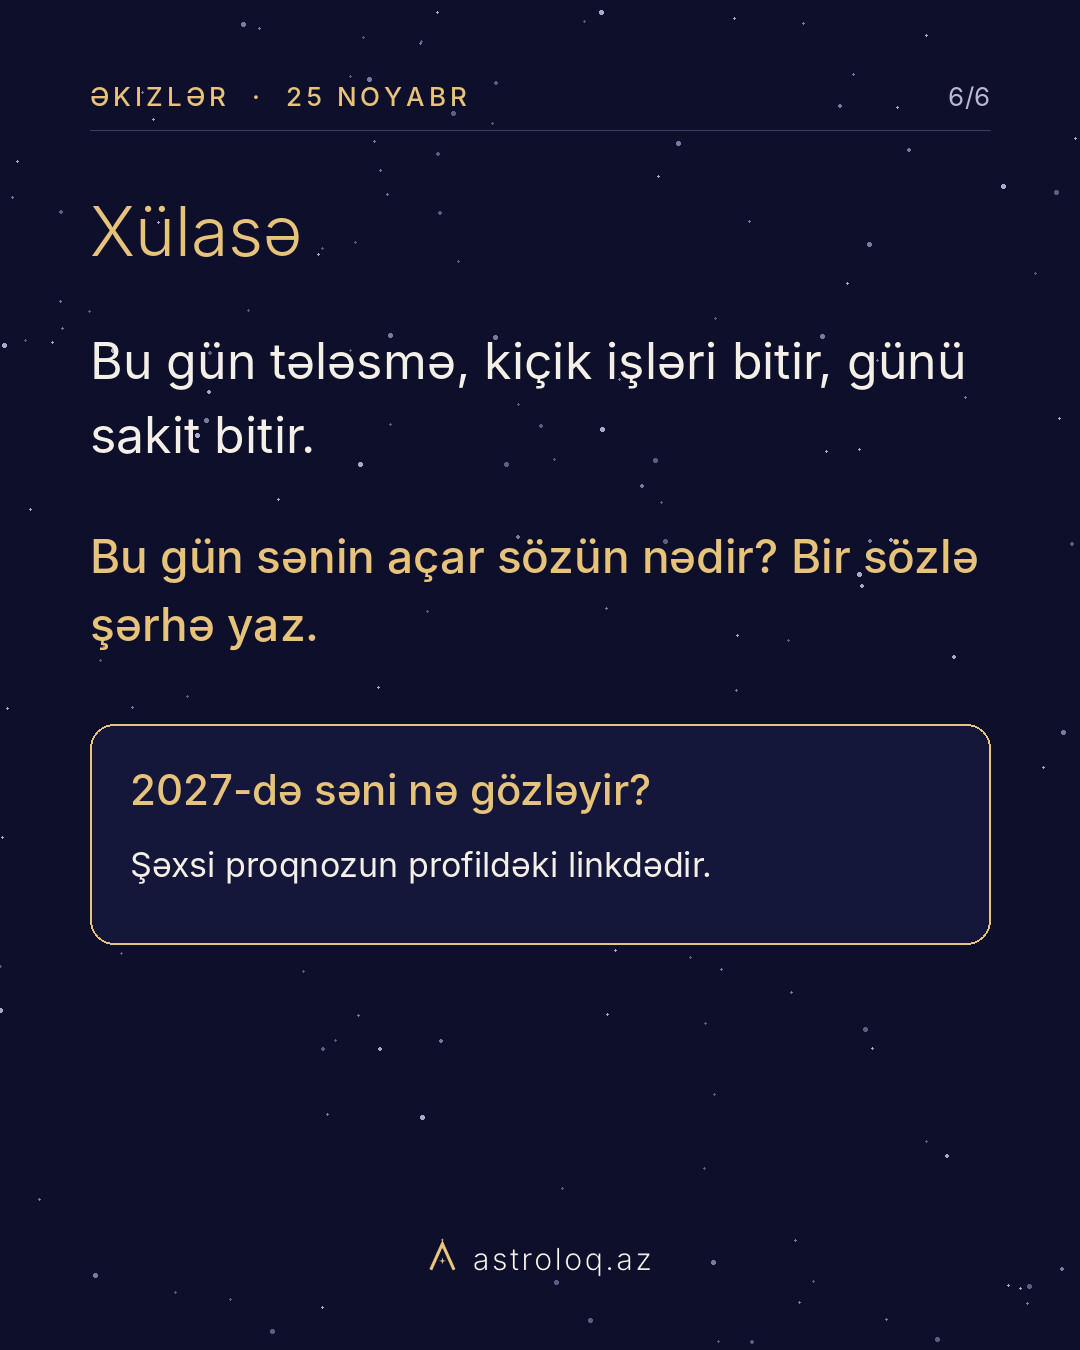 ƏKİZLƏR · 25 NOYABR
6/6
Xülasə
Bu gün tələsmə, kiçik işləri bitir, günü
sakit bitir.
Bu gün sənin açar sözün nədir? Bir sözlə
şərhə yaz.
2027-də səni nə gözləyir?
Şəxsi proqnozun profildəki linkdədir.
astroloq.az